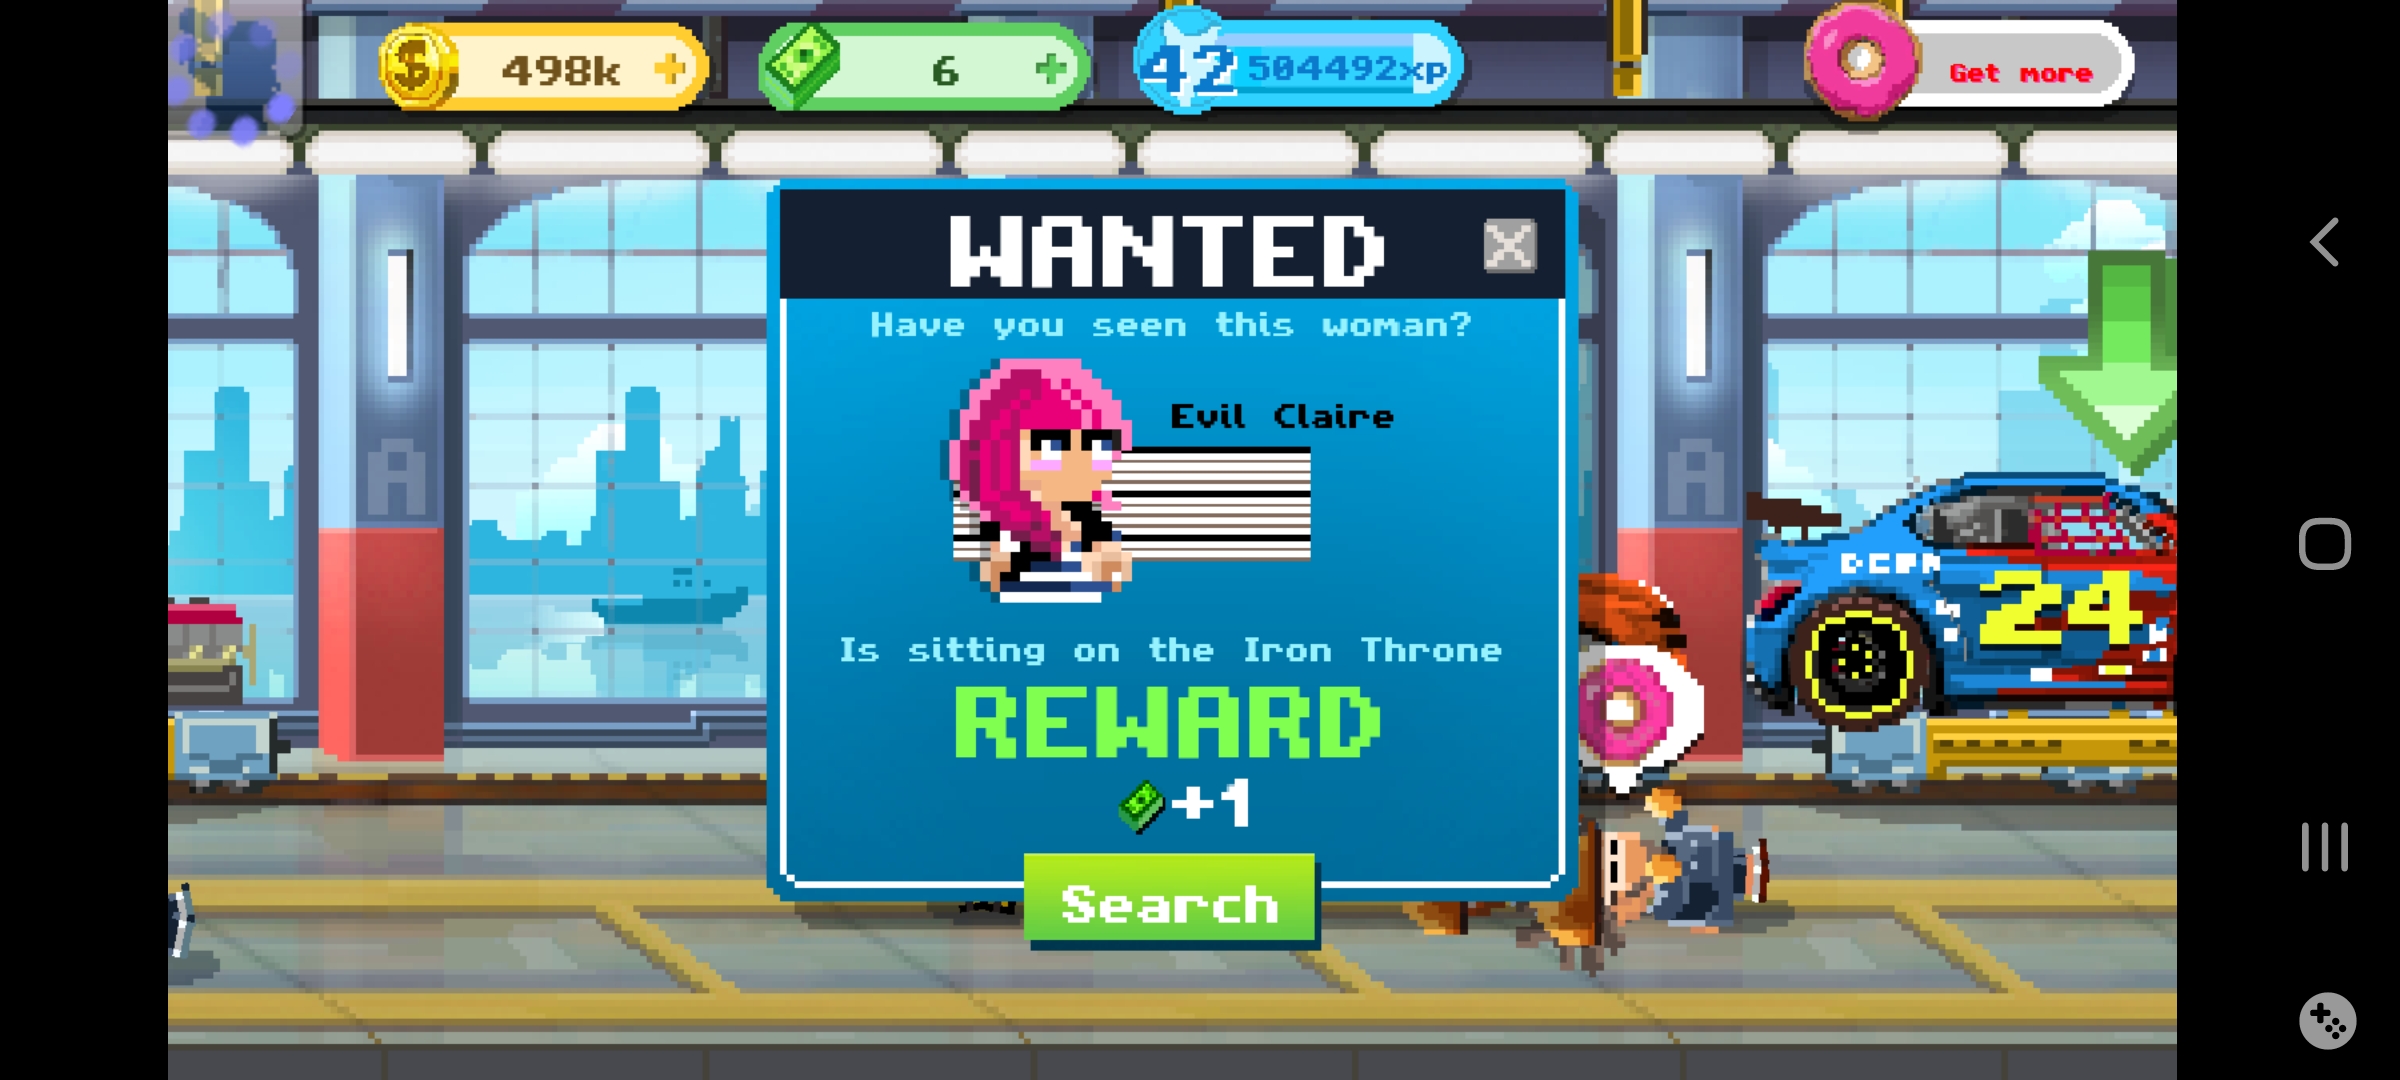 498k
6
42 504492xp
Get more
WANTED
Have you seen this woman?
Evil Claire
Is sitting on the Iron Throne
REWARD
+1
Search
A
A
24